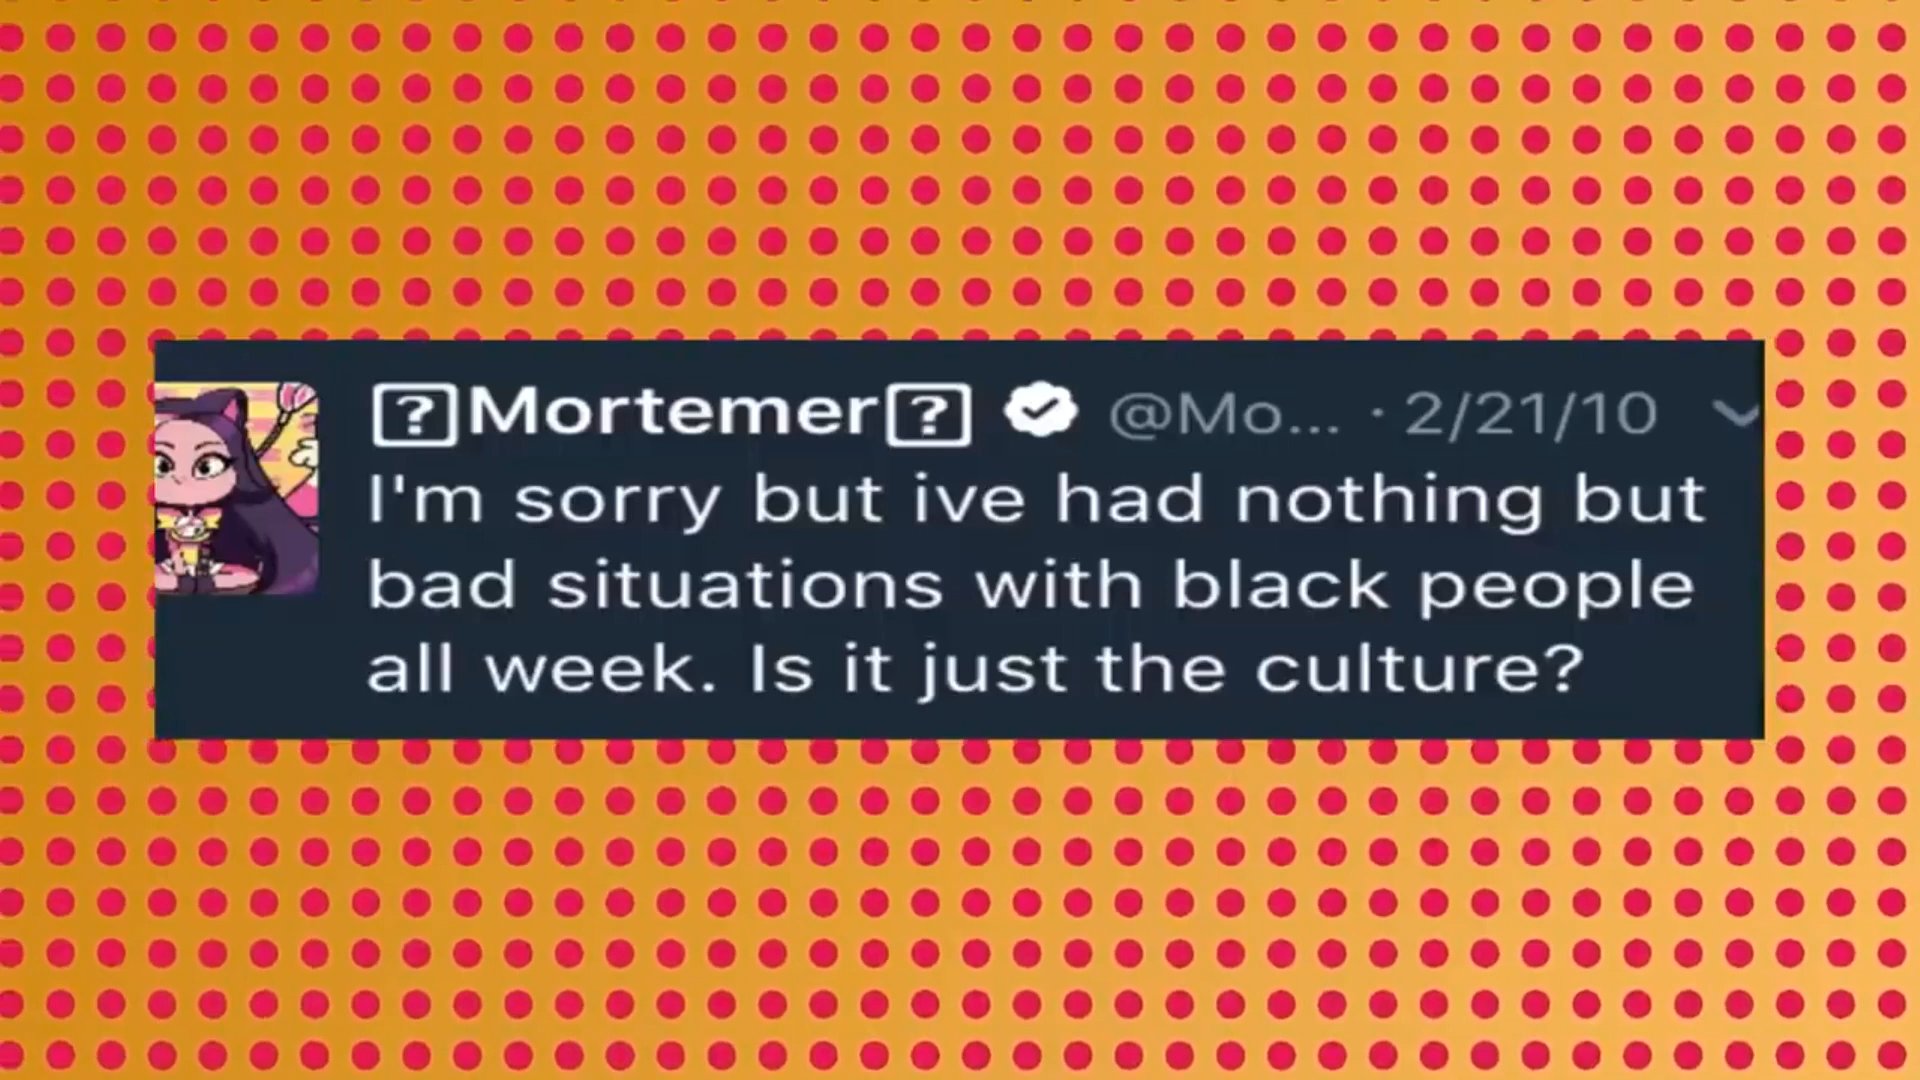 ?Mortemer? @Mo... · 2/21/10
I'm sorry but ive had nothing but
bad situations with black people
all week. Is it just the culture?